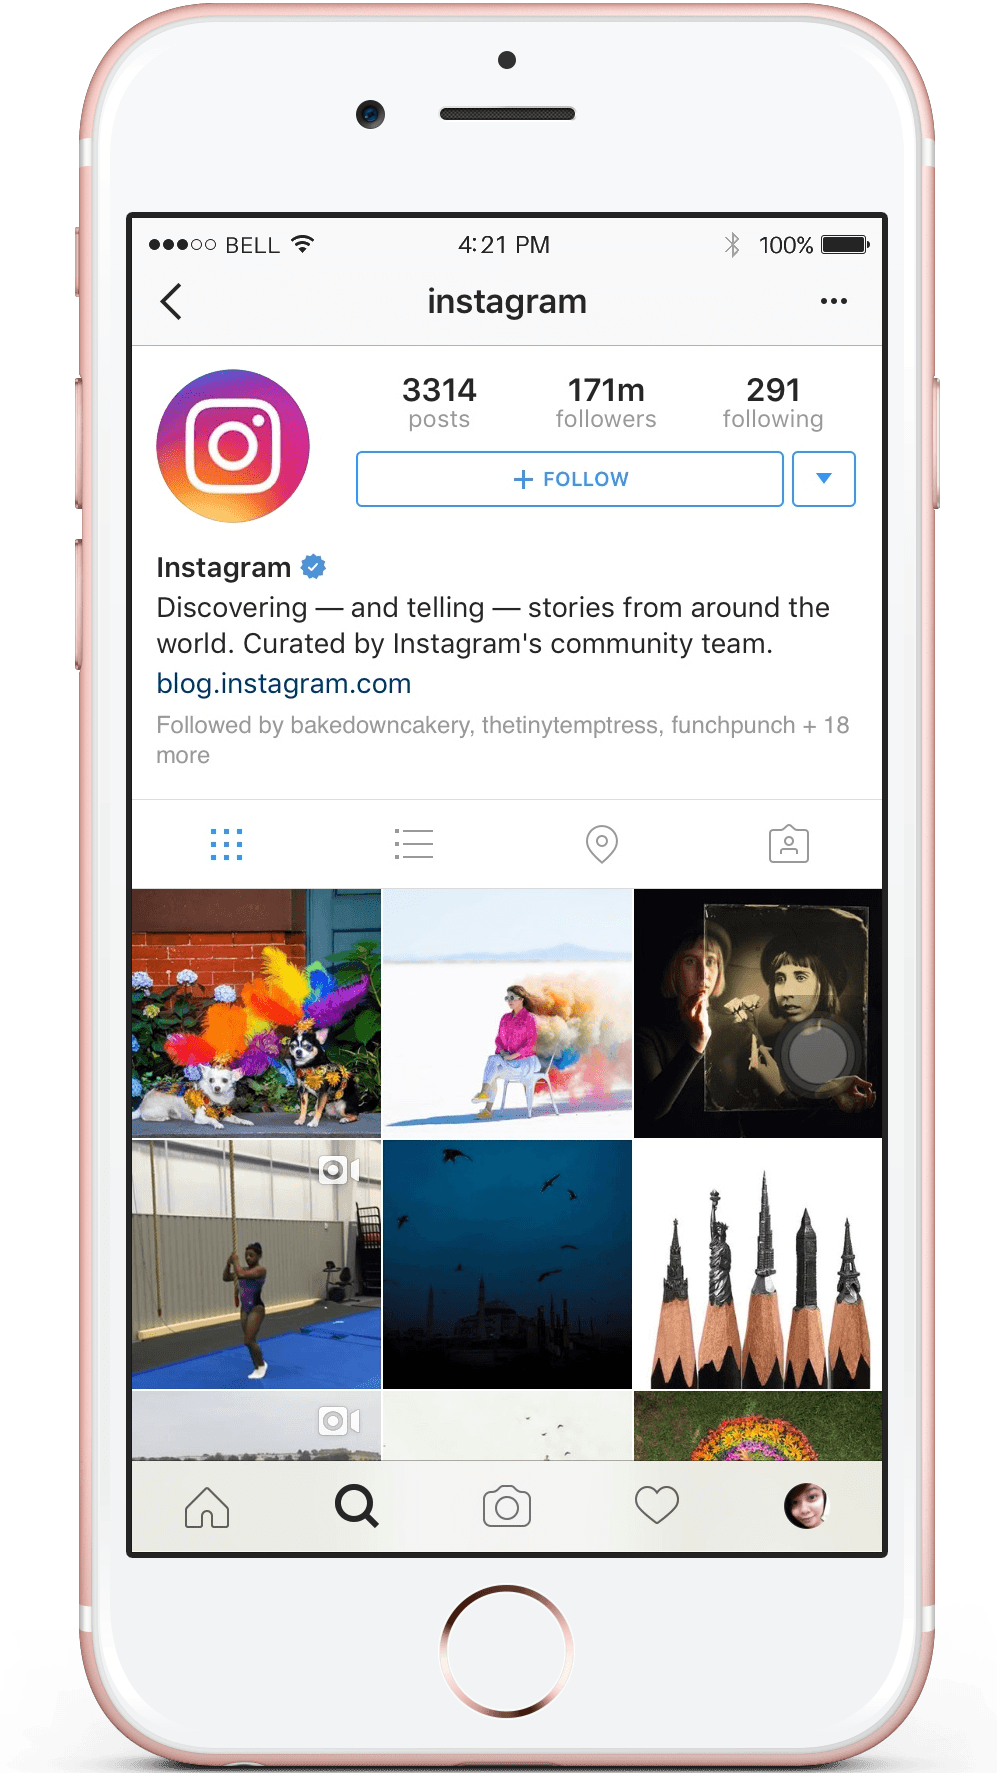 BELL 4:21 PM 100%
instagram
3314 171m 291
posts followers following
+ FOLLOW
Instagram
Discovering — and telling — stories from around the
world. Curated by Instagram's community team.
blog.instagram.com
Followed by bakedowncakery, thetinytemptress, funchpunch + 18
more